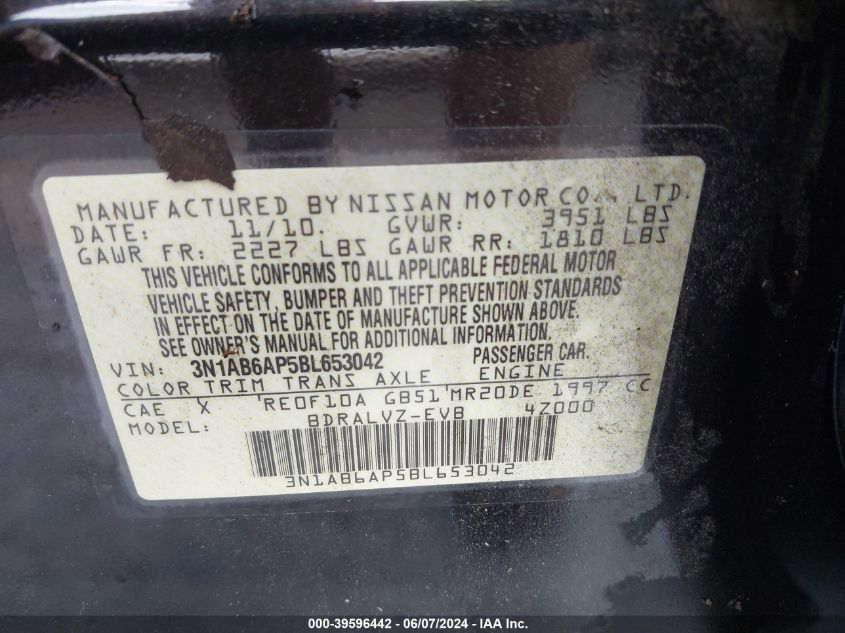 MANUFACTURED BY NISSAN MOTOR CO., LTD.
DATE: 11/10. GVWR: 3951 LBS
GAWR FR: 2227 LBS GAWR RR: 1810 LBS
THIS VEHICLE CONFORMS TO ALL APPLICABLE FEDERAL MOTOR
VEHICLE SAFETY, BUMPER AND THEFT PREVENTION STANDARDS
IN EFFECT ON THE DATE OF MANUFACTURE SHOWN ABOVE.
SEE OWNER'S MANUAL FOR ADDITIONAL INFORMATION.
VIN: 3N1AB6AP5BL653042 PASSENGER CAR.
COLOR TRIM TRANS AXLE ENGINE
CAE X RE0F10A GB51 MR20DE 1997 CC
MODEL: BDRALVZ-EVB 4Z000
3N1AB6AP5BL653042
000-39596442 - 06/07/2024 - IAA Inc.